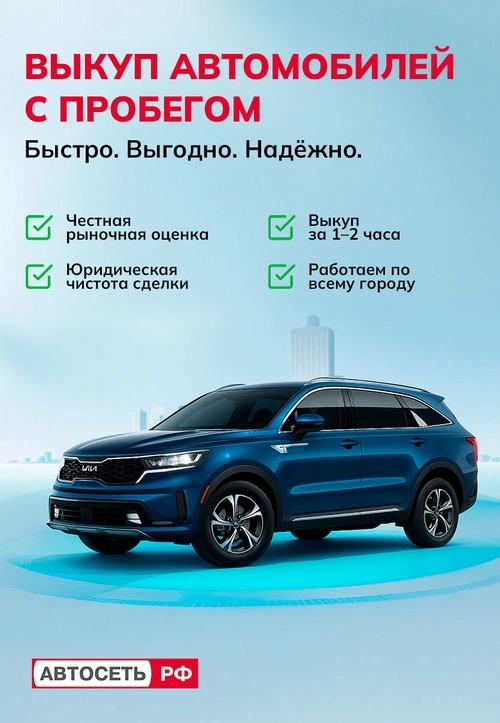 ВЫКУП АВТОМОБИЛЕЙ
С ПРОБЕГОМ
Быстро. Выгодно. Надёжно.
Честная
рыночная оценка
Выкуп
за 1–2 часа
Юридическая
чистота сделки
Работаем по
всему городу
KIA
АВТОСЕТЬ РФ